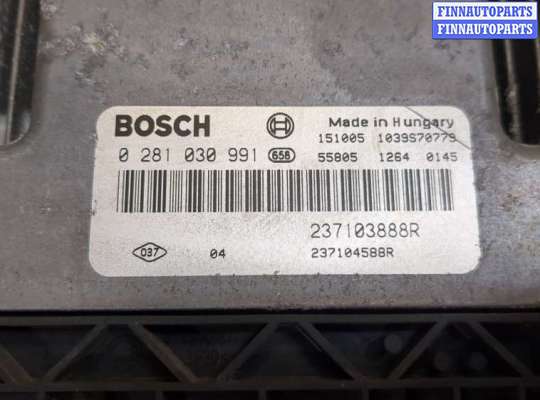 FINNAUTOPARTS
FINNAUTOPARTS
BOSCH
Made in Hungary
151005 1039S70779
0 281 030 991 656 55805 1264 0145
237103888R
037 04 237104588R